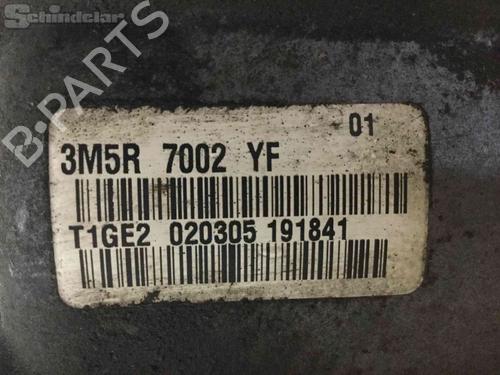 Schindelar
B-PARTS
01
3M5R 7002 YF
T1GE2 020305 191841